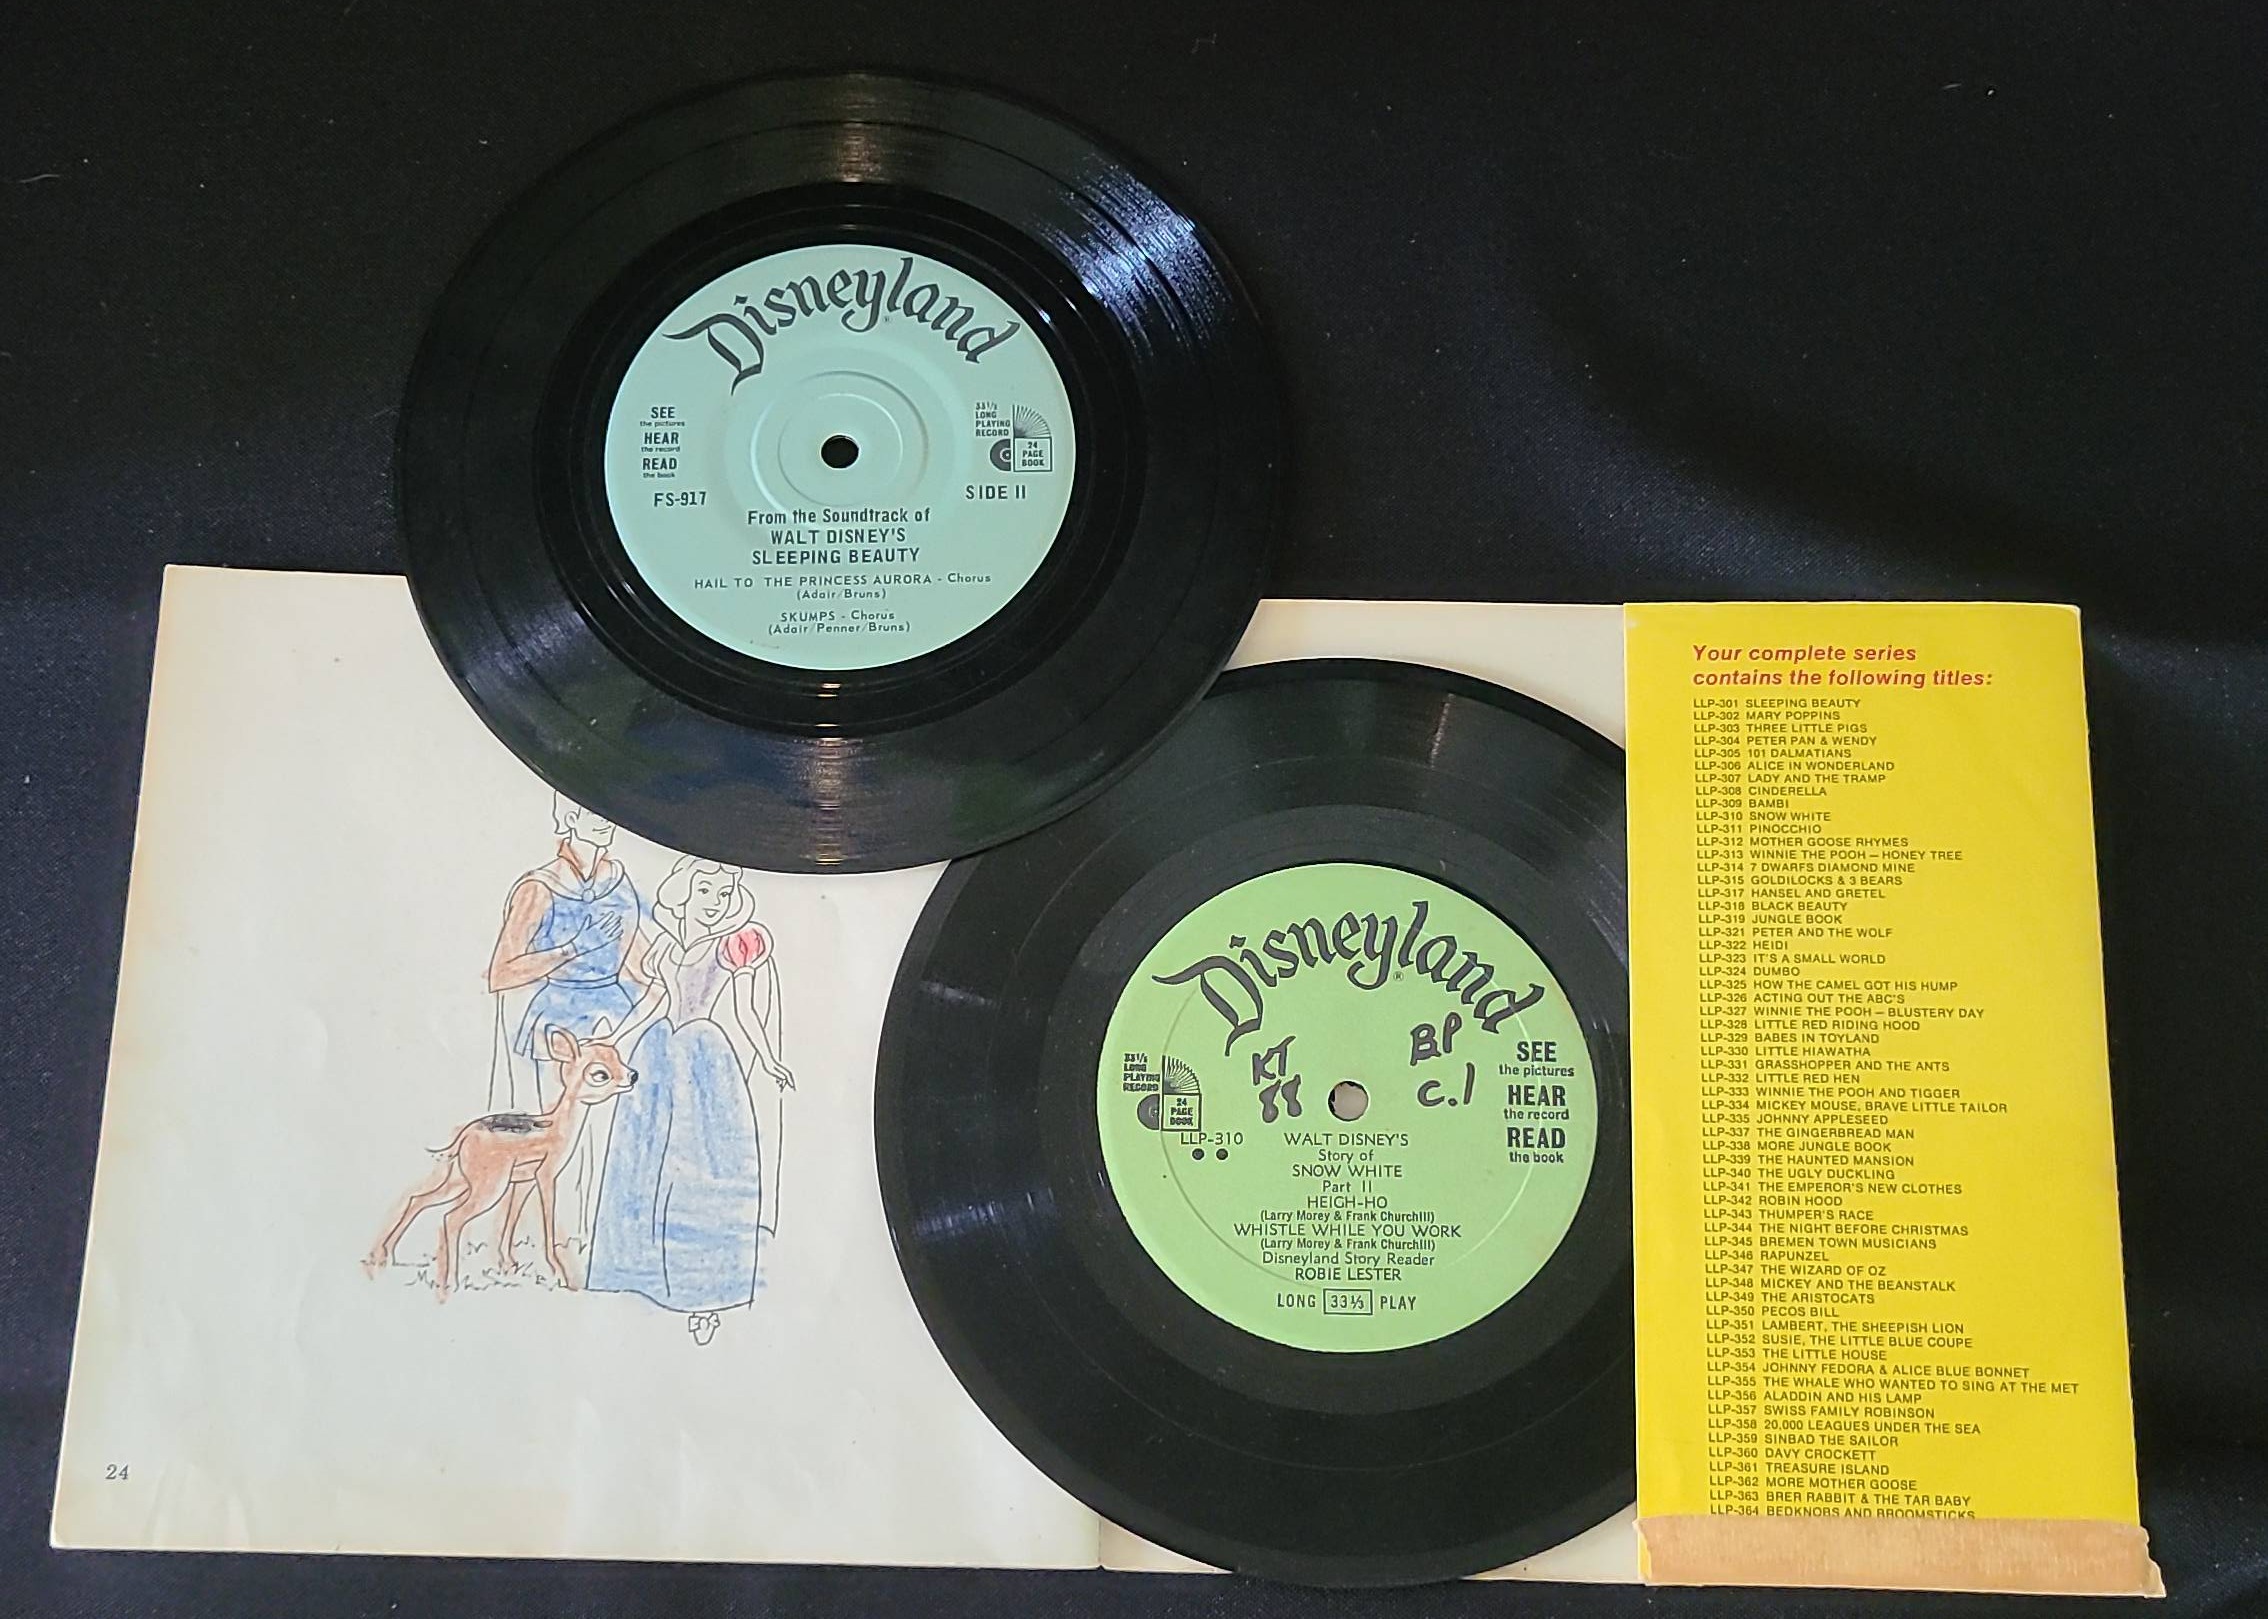 Disneyland
®
SEE
the pictures
HEAR
the record
READ
the book
FS-917
33 1/3
LONG
PLAYING
RECORD
24
PAGE
BOOK
SIDE II
From the Soundtrack of
WALT DISNEY'S
SLEEPING BEAUTY
HAIL TO THE PRINCESS AURORA - Chorus
(Adair/Bruns)
SKUMPS - Chorus
(Adair/Penner/Bruns)
Disneyland
®
KT
88
BP
C.1
33 1/3
LONG
PLAYING
RECORD
24
PAGE
BOOK
SEE
the pictures
HEAR
the record
READ
the book
LLP-310
WALT DISNEY'S
Story of
SNOW WHITE
Part II
HEIGH-HO
(Larry Morey & Frank Churchill)
WHISTLE WHILE YOU WORK
(Larry Morey & Frank Churchill)
Disneyland Story Reader
ROBIE LESTER
LONG 33 1/3 PLAY
24
Your complete series
contains the following titles:
LLP-301 SLEEPING BEAUTY
LLP-302 MARY POPPINS
LLP-303 THREE LITTLE PIGS
LLP-304 PETER PAN & WENDY
LLP-305 101 DALMATIANS
LLP-306 ALICE IN WONDERLAND
LLP-307 LADY AND THE TRAMP
LLP-308 CINDERELLA
LLP-309 BAMBI
LLP-310 SNOW WHITE
LLP-311 PINOCCHIO
LLP-312 MOTHER GOOSE RHYMES
LLP-313 WINNIE THE POOH – HONEY TREE
LLP-314 7 DWARFS DIAMOND MINE
LLP-315 GOLDILOCKS & 3 BEARS
LLP-317 HANSEL AND GRETEL
LLP-318 BLACK BEAUTY
LLP-319 JUNGLE BOOK
LLP-321 PETER AND THE WOLF
LLP-322 HEIDI
LLP-323 IT'S A SMALL WORLD
LLP-324 DUMBO
LLP-325 HOW THE CAMEL GOT HIS HUMP
LLP-326 ACTING OUT THE ABC'S
LLP-327 WINNIE THE POOH – BLUSTERY DAY
LLP-328 LITTLE RED RIDING HOOD
LLP-329 BABES IN TOYLAND
LLP-330 LITTLE HIAWATHA
LLP-331 GRASSHOPPER AND THE ANTS
LLP-332 LITTLE RED HEN
LLP-333 WINNIE THE POOH AND TIGGER
LLP-334 MICKEY MOUSE, BRAVE LITTLE TAILOR
LLP-335 JOHNNY APPLESEED
LLP-337 THE GINGERBREAD MAN
LLP-338 MORE JUNGLE BOOK
LLP-339 THE HAUNTED MANSION
LLP-340 THE UGLY DUCKLING
LLP-341 THE EMPEROR'S NEW CLOTHES
LLP-342 ROBIN HOOD
LLP-343 THUMPER'S RACE
LLP-344 THE NIGHT BEFORE CHRISTMAS
LLP-345 BREMEN TOWN MUSICIANS
LLP-346 RAPUNZEL
LLP-347 THE WIZARD OF OZ
LLP-348 MICKEY AND THE BEANSTALK
LLP-349 THE ARISTOCATS
LLP-350 PECOS BILL
LLP-351 LAMBERT, THE SHEEPISH LION
LLP-352 SUSIE, THE LITTLE BLUE COUPE
LLP-353 THE LITTLE HOUSE
LLP-354 JOHNNY FEDORA & ALICE BLUE BONNET
LLP-355 THE WHALE WHO WANTED TO SING AT THE MET
LLP-356 ALADDIN AND HIS LAMP
LLP-357 SWISS FAMILY ROBINSON
LLP-358 20,000 LEAGUES UNDER THE SEA
LLP-359 SINBAD THE SAILOR
LLP-360 DAVY CROCKETT
LLP-361 TREASURE ISLAND
LLP-362 MORE MOTHER GOOSE
LLP-363 BRER RABBIT & THE TAR BABY
LLP-364 BEDKNOBS AND BROOMSTICKS